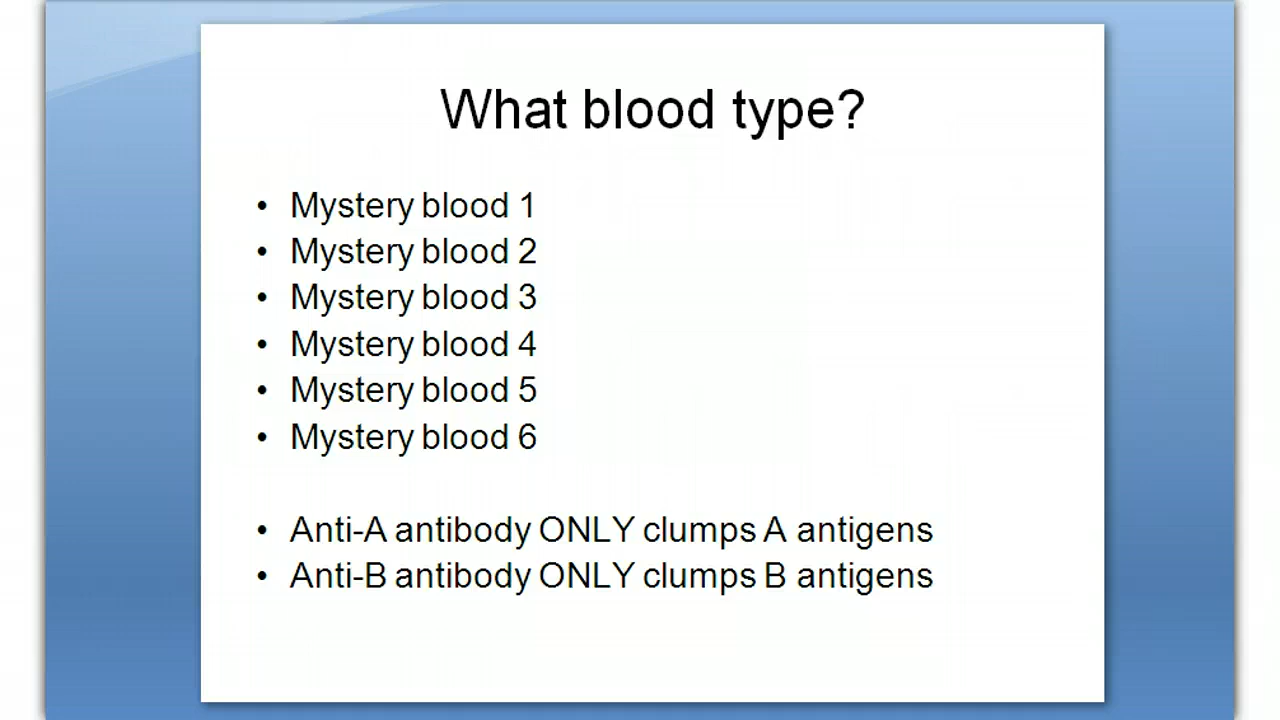 What blood type?
• Mystery blood 1
• Mystery blood 2
• Mystery blood 3
• Mystery blood 4
• Mystery blood 5
• Mystery blood 6
• Anti-A antibody ONLY clumps A antigens
• Anti-B antibody ONLY clumps B antigens